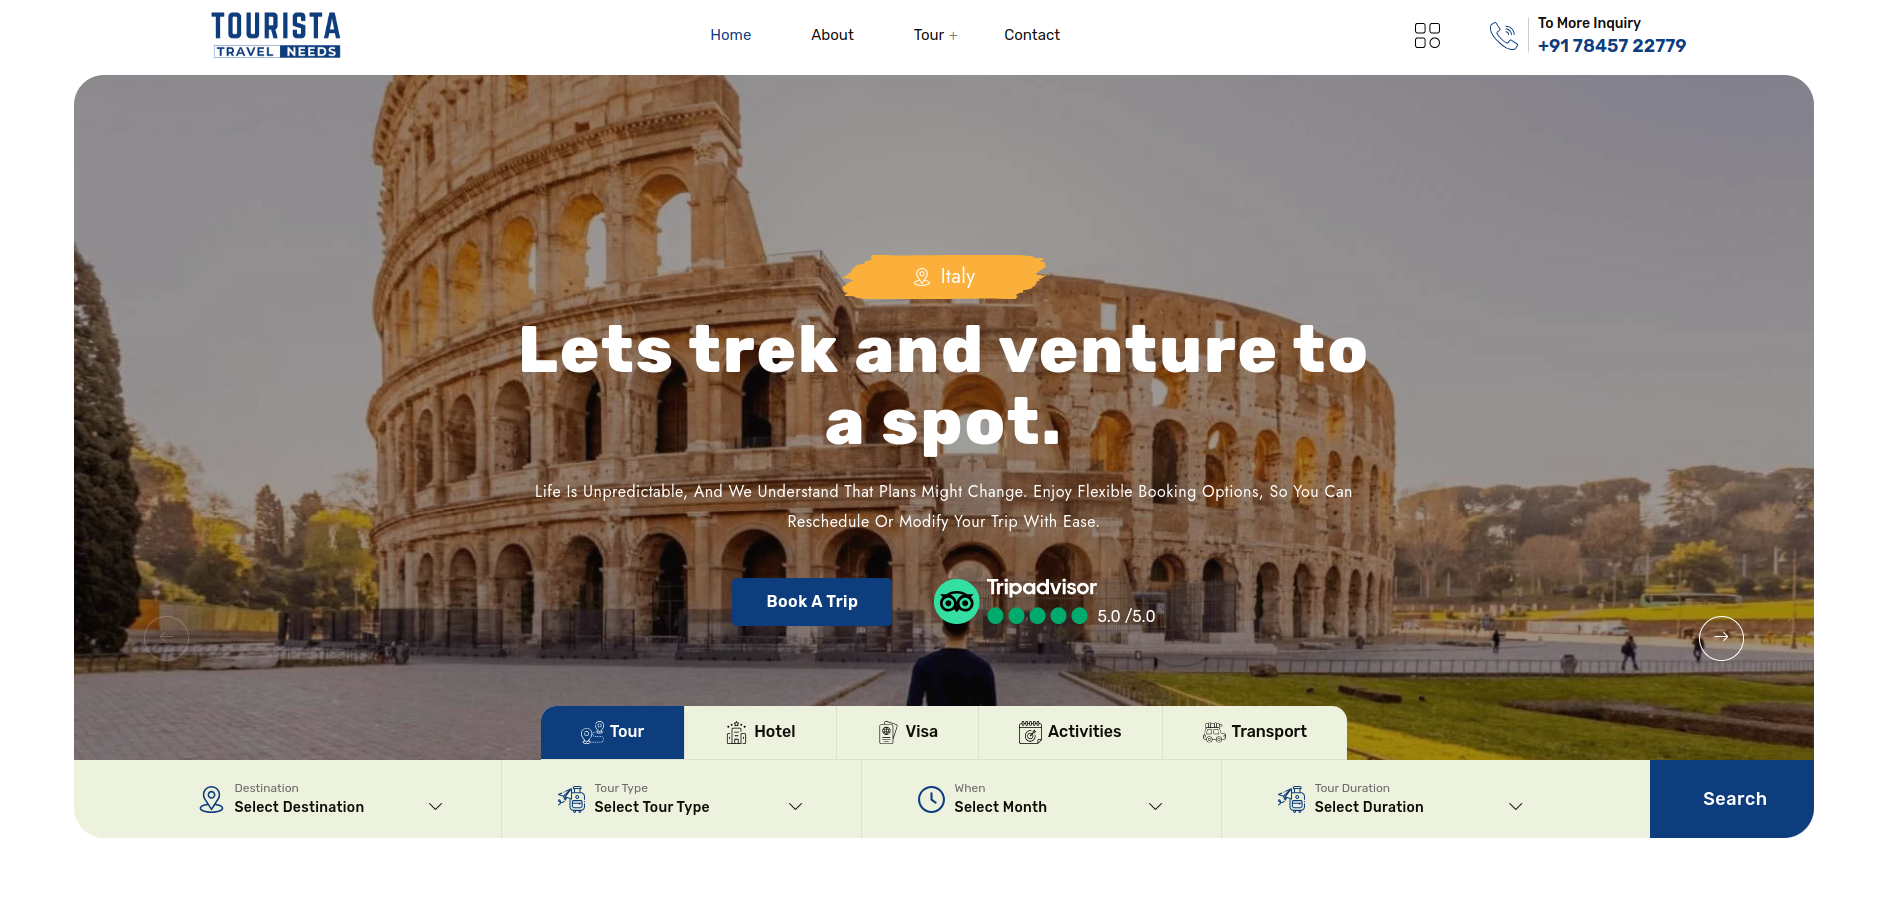 TOURISTA
TRAVEL NEEDS
Home
About
Tour +
Contact
To More Inquiry
+91 78457 22779
Italy
Lets trek and venture to
a spot.
Life Is Unpredictable, And We Understand That Plans Might Change. Enjoy Flexible Booking Options, So You Can
Reschedule Or Modify Your Trip With Ease.
Book A Trip
Tripadvisor
5.0 /5.0
Tour
Hotel
Visa
Activities
Transport
Destination
Select Destination
Tour Type
Select Tour Type
When
Select Month
Tour Duration
Select Duration
Search